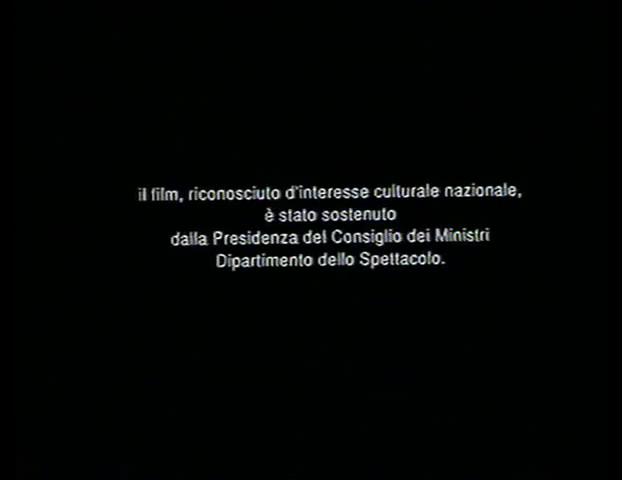 il film, riconosciuto d'interesse culturale nazionale,
è stato sostenuto
dalla Presidenza del Consiglio dei Ministri
Dipartimento dello Spettacolo.